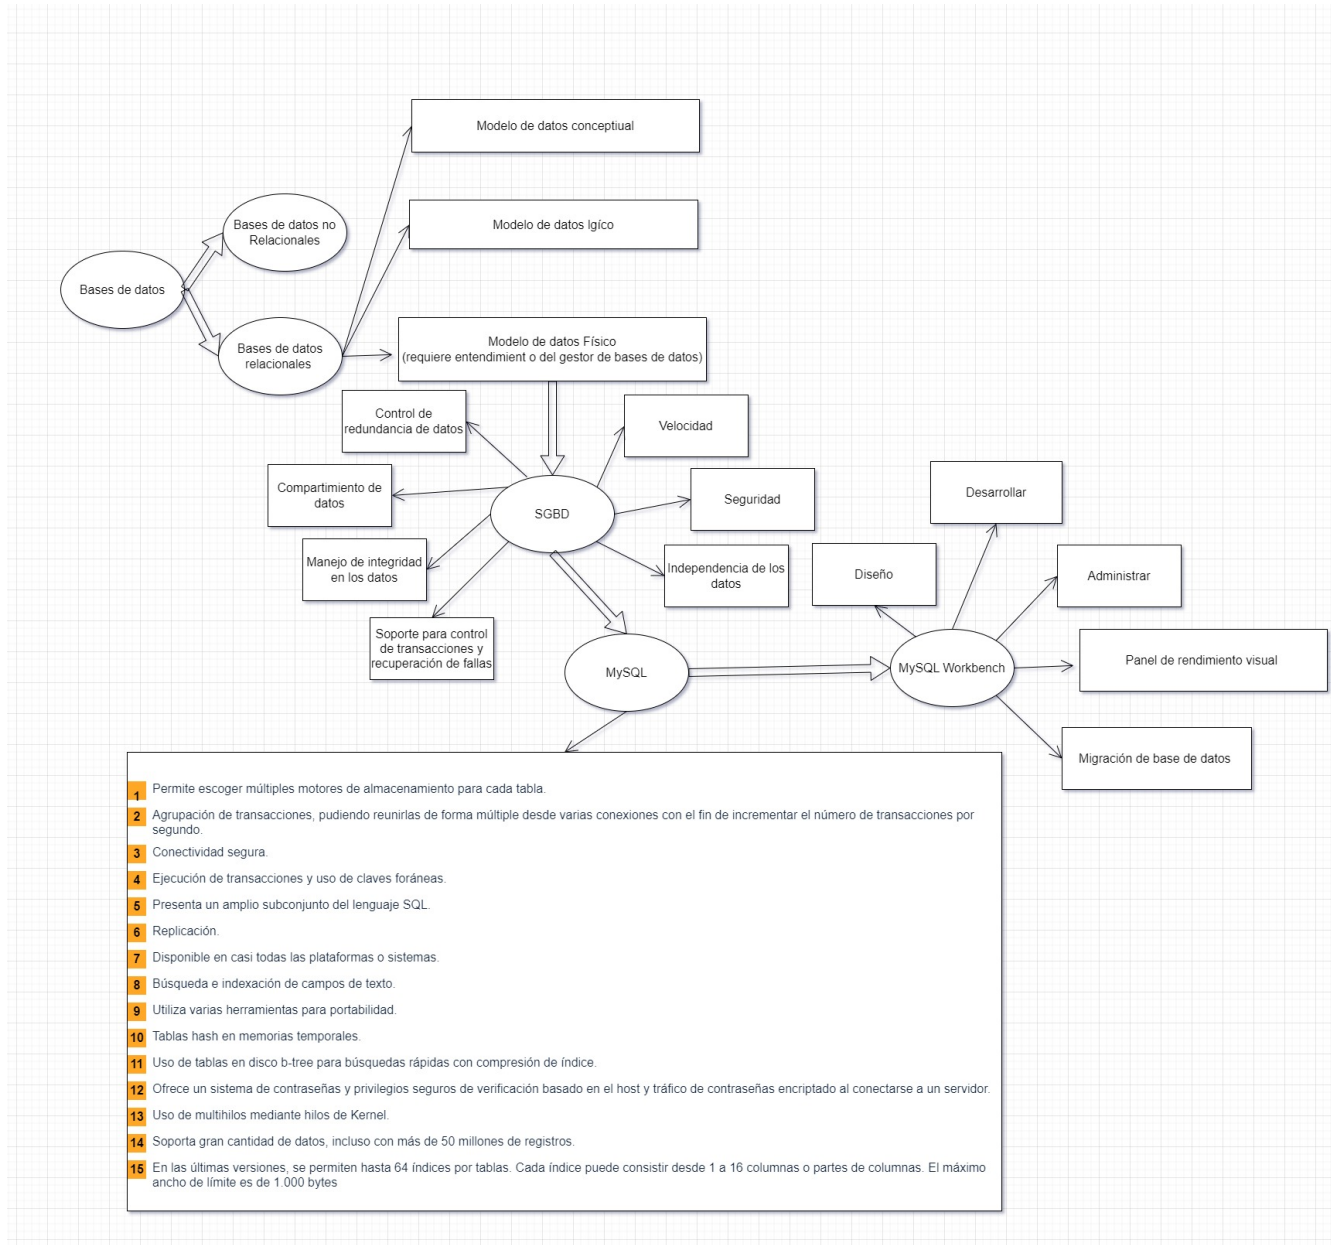 Modelo de datos conceptiual
Bases de datos no
Relacionales
Modelo de datos lgíco
Bases de datos
Bases de datos
relacionales
Modelo de datos Físico
(requiere entendimient o del gestor de bases de datos)
Control de
redundancia de datos
Velocidad
Compartimiento de
datos
SGBD
Seguridad
Desarrollar
Manejo de integridad
en los datos
Independencia de los
datos
Diseño
Administrar
Soporte para control
de transacciones y
recuperación de fallas
MySQL
MySQL Workbench
Panel de rendimiento visual
Migración de base de datos
1 Permite escoger múltiples motores de almacenamiento para cada tabla.
2 Agrupación de transacciones, pudiendo reunirlas de forma múltiple desde varias conexiones con el fin de incrementar el número de transacciones por
segundo.
3 Conectividad segura.
4 Ejecución de transacciones y uso de claves foráneas.
5 Presenta un amplio subconjunto del lenguaje SQL.
6 Replicación.
7 Disponible en casi todas las plataformas o sistemas.
8 Búsqueda e indexación de campos de texto.
9 Utiliza varias herramientas para portabilidad.
10 Tablas hash en memorias temporales.
11 Uso de tablas en disco b-tree para búsquedas rápidas con compresión de índice.
12 Ofrece un sistema de contraseñas y privilegios seguros de verificación basado en el host y tráfico de contraseñas encriptado al conectarse a un servidor.
13 Uso de multihilos mediante hilos de Kernel.
14 Soporta gran cantidad de datos, incluso con más de 50 millones de registros.
15 En las últimas versiones, se permiten hasta 64 índices por tablas. Cada índice puede consistir desde 1 a 16 columnas o partes de columnas. El máximo
ancho de límite es de 1.000 bytes